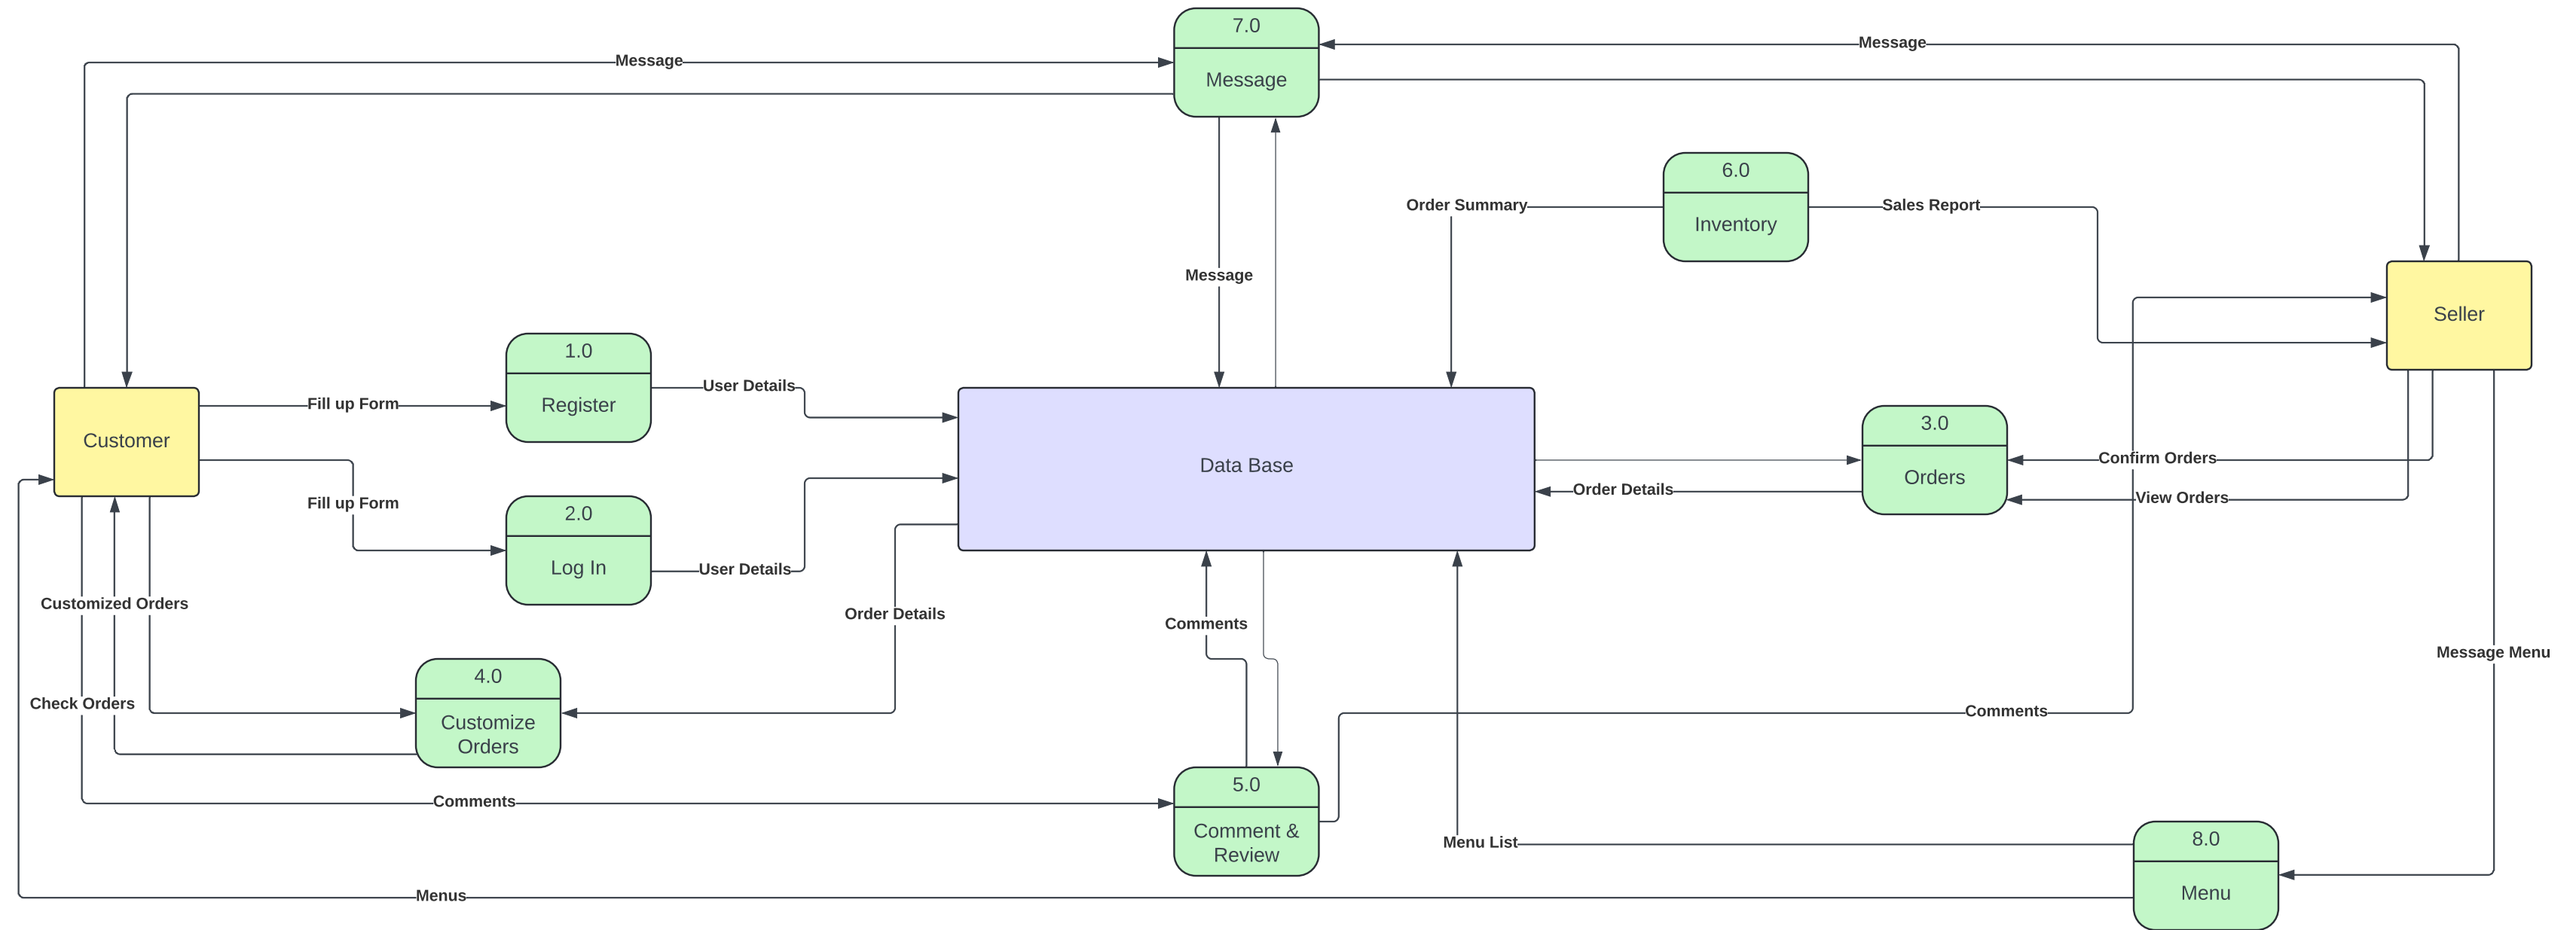 7.0
Message
Message
Message
6.0
Inventory
Order Summary
Sales Report
Message
Seller
1.0
Register
User Details
Fill up Form
Customer
Data Base
3.0
Orders
Confirm Orders
Order Details
View Orders
Fill up Form
2.0
Log In
User Details
Customized Orders
Order Details
Comments
Message Menu
4.0
Customize
Orders
Check Orders
Comments
5.0
Comment &
Review
Comments
Menu List
8.0
Menu
Menus